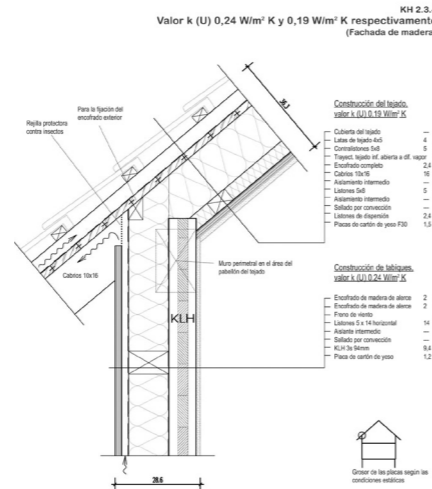 KH 2.3.
Valor k (U) 0,24 W/m² K y 0,19 W/m² K respectivamente
(Fachada de madera
Para la fijación del
encofrado exterior
Rejilla protectora
contra insectos
36,1
Cabrios 10x16
Muro perimetral en el área del
pabellón del tejado
KLH
28.6
Construcción del tejado,
valor k (U) 0.19 W/m² K
Cubierta del tejado —
Latas de tejado 4x5 4
Contralistones 5x8 5
Trayect. tejado inf. abierta a dif. vapor
Encofrado completo 2,4
Cabrios 10x16 16
Aislamiento intermedio —
Listones 5x8 5
Aislamiento intermedio —
Sellado por convección —
Listones de dispersión 2,4
Placas de cartón de yeso F30 1,5
Construcción de tabiques,
valor k (U) 0.24 W/m² K
Encofrado de madera de alerce 2
Encofrado de madera de alerce 2
Freno de viento
Listones 5 x 14 horizontal 14
Aislante intermedio —
Sellado por convección —
KLH 3s 94mm 9,4
Placa de cartón de yeso 1,2
Grosor de las placas según las
condiciones estáticas